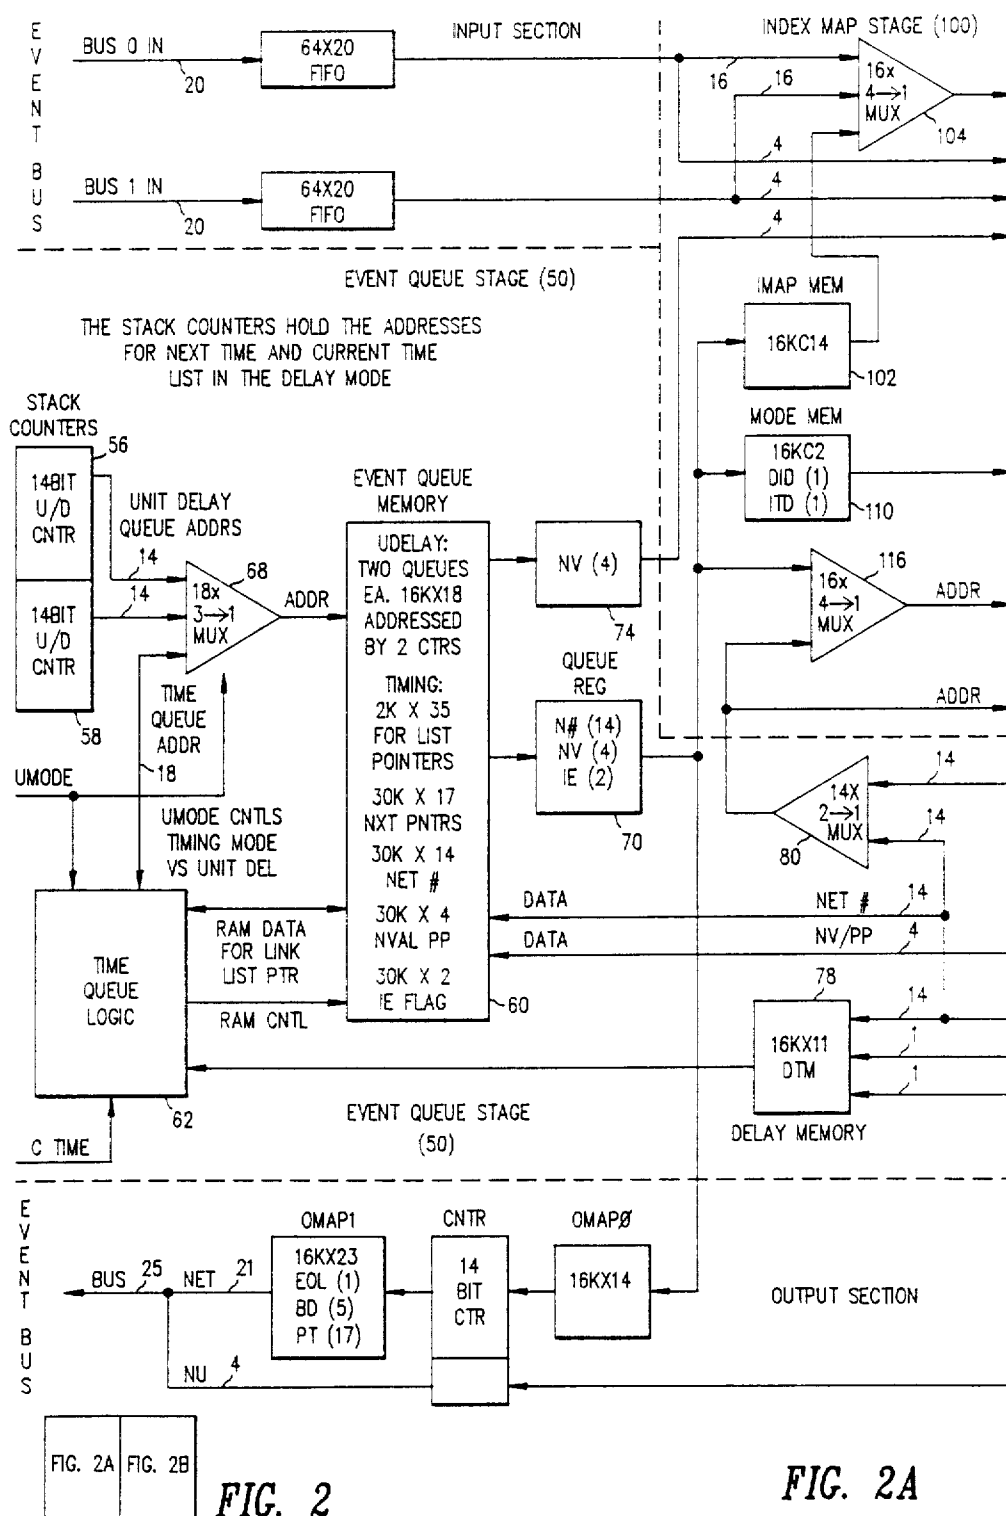 EVENT BUS
BUS 0 IN
20
64X20
FIFO
INPUT SECTION
INDEX MAP STAGE (100)
16
16
16x
4→1
MUX
104
4
BUS 1 IN
20
64X20
FIFO
4
4
EVENT QUEUE STAGE (50)
THE STACK COUNTERS HOLD THE ADDRESSES
FOR NEXT TIME AND CURRENT TIME
LIST IN THE DELAY MODE
IMAP MEM
16KC14
102
MODE MEM
16KC2
DID (1)
ITD (1)
110
STACK
COUNTERS
56
14BIT
U/D
CNTR
14BIT
U/D
CNTR
58
UNIT DELAY
QUEUE ADDRS
14
14
68
18x
3→1
MUX
ADDR
TIME
QUEUE
ADDR
18
UMODE
UMODE CNTLS
TIMING MODE
VS UNIT DEL
EVENT QUEUE
MEMORY
UDELAY:
TWO QUEUES
EA. 16KX18
ADDRESSED
BY 2 CTRS
TIMING:
2K X 35
FOR LIST
POINTERS
30K X 17
NXT PNTRS
30K X 14
NET #
30K X 4
NVAL PP
30K X 2
IE FLAG
60
NV (4)
74
QUEUE
REG
N# (14)
NV (4)
IE (2)
70
116
16x
4→1
MUX
ADDR
ADDR
14
14X
2→1
MUX
80
14
DATA
NET #
14
DATA
NV/PP
4
TIME
QUEUE
LOGIC
62
RAM DATA
FOR LINK
LIST PTR
RAM CNTL
78
16KX11
DTM
14
1
1
DELAY MEMORY
C TIME
EVENT QUEUE STAGE
(50)
EVENT BUS
BUS
25
NET
21
OMAP1
16KX23
EOL (1)
BD (5)
PT (17)
CNTR
14
BIT
CTR
OMAPØ
16KX14
OUTPUT SECTION
NU
4
FIG. 2A
FIG. 2B
FIG. 2
FIG. 2A